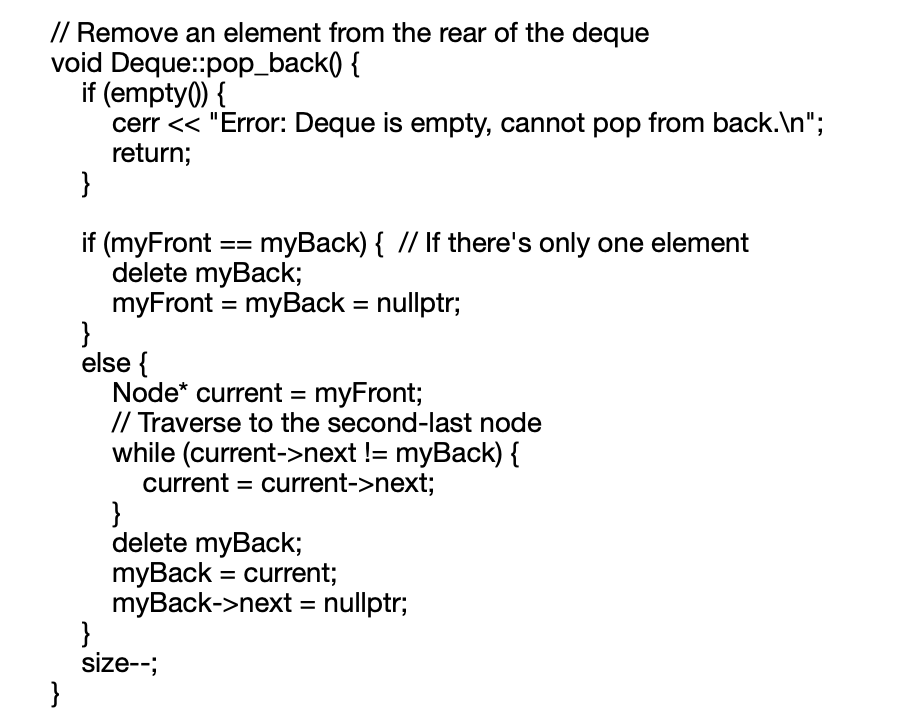 // Remove an element from the rear of the deque
void Deque::pop_back() {
    if (empty()) {
        cerr << "Error: Deque is empty, cannot pop from back.\n";
        return;
    }

    if (myFront == myBack) {  // If there's only one element
        delete myBack;
        myFront = myBack = nullptr;
    }
    else {
        Node* current = myFront;
        // Traverse to the second-last node
        while (current->next != myBack) {
            current = current->next;
        }
        delete myBack;
        myBack = current;
        myBack->next = nullptr;
    }
    size--;
}